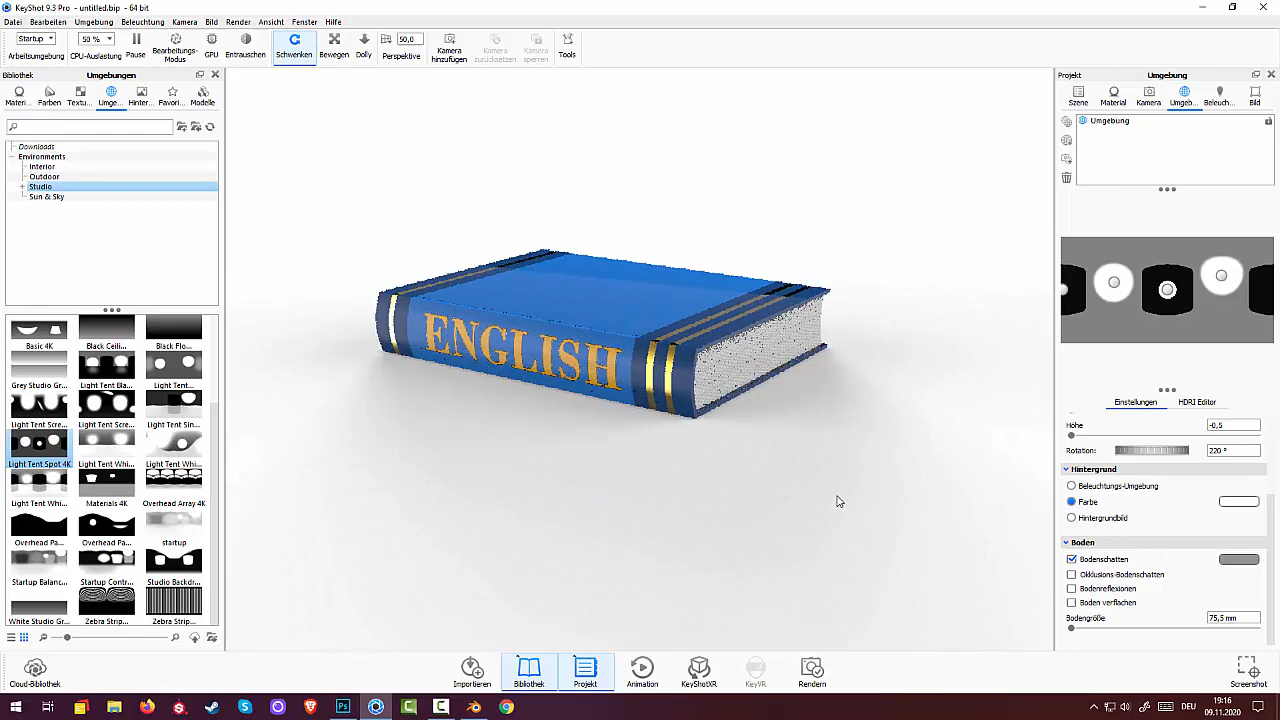 KeyShot 9.3 Pro - untitled.bip - 64 bit
Datei Bearbeiten Umgebung Beleuchtung Kamera Bild Render Ansicht Fenster Hilfe
Startup 50 % 50,0
Arbeitsumgebung CPU-Auslastung Pause Bearbeitungs-Modus GPU Entrauschen Schwenken Bewegen Dolly Perspektive Kamera hinzufügen Kamera zurücksetzen Kamera sperren Tools
Bibliothek Umgebungen
Materi... Farben Textu... Umge... Hinter... Favori... Modelle
Downloads
Environments
Interior
Outdoor
Studio
Sun & Sky
Basic 4K Black Ceili... Black Flo...
Grey Studio Gr... Light Tent Bla... Light Tent...
Light Tent Scre... Light Tent Scre... Light Tent Sin...
Light Tent Spot 4K Light Tent Whi... Light Tent Whi...
Light Tent Whi... Materials 4K Overhead Array 4K
Overhead Pa... Overhead Pa... startup
Startup Balanc... Startup Contr... Studio Backdr...
White Studio Gr... Zebra Strip... Zebra Strip...
ENGLISH
Projekt Umgebung
Szene Material Kamera Umgeb... Beleuch... Bild
Umgebung
Einstellungen HDRI Editor
Höhe -0,5
Rotation: 220 °
Hintergrund
Beleuchtungs-Umgebung
Farbe
Hintergrundbild
Boden
Bodenschatten
Okklusions-Bodenschatten
Bodenreflexionen
Boden verflachen
Bodengröße 75,5 mm
Cloud-Bibliothek Importieren Bibliothek Projekt Animation KeyShotXR KeyVR Rendern Screenshot
DEU
19:16
09.11.2020